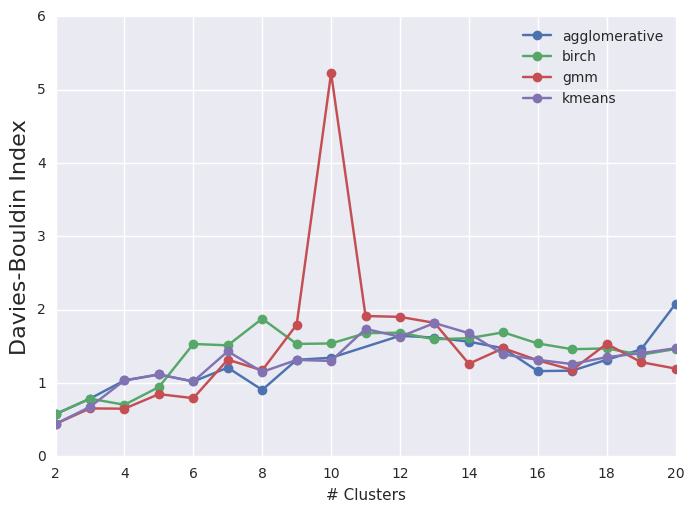 6
5
4
3
2
1
0
Davies-Bouldin Index
agglomerative
birch
gmm
kmeans
2 4 6 8 10 12 14 16 18 20
# Clusters